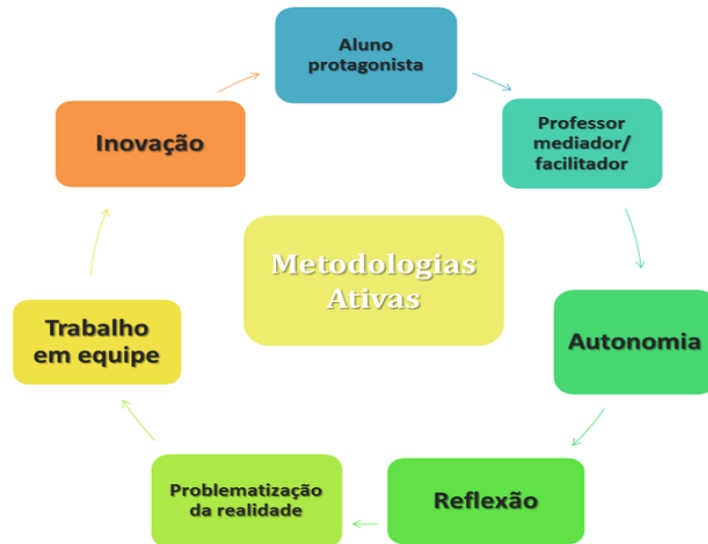 Aluno
protagonista
Professor
mediador/
facilitador
Autonomia
Reflexão
Problematização
da realidade
Trabalho
em equipe
Inovação
Metodologias
Ativas